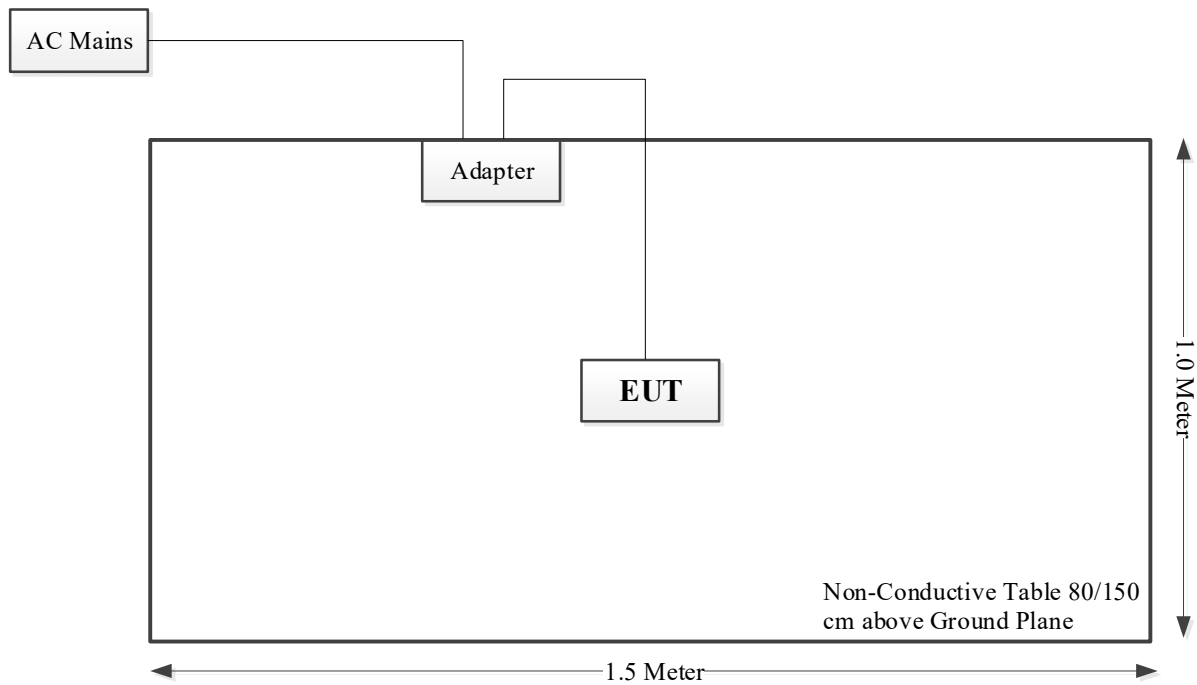 AC Mains
Adapter
EUT
1.0 Meter
Non-Conductive Table 80/150
cm above Ground Plane
1.5 Meter